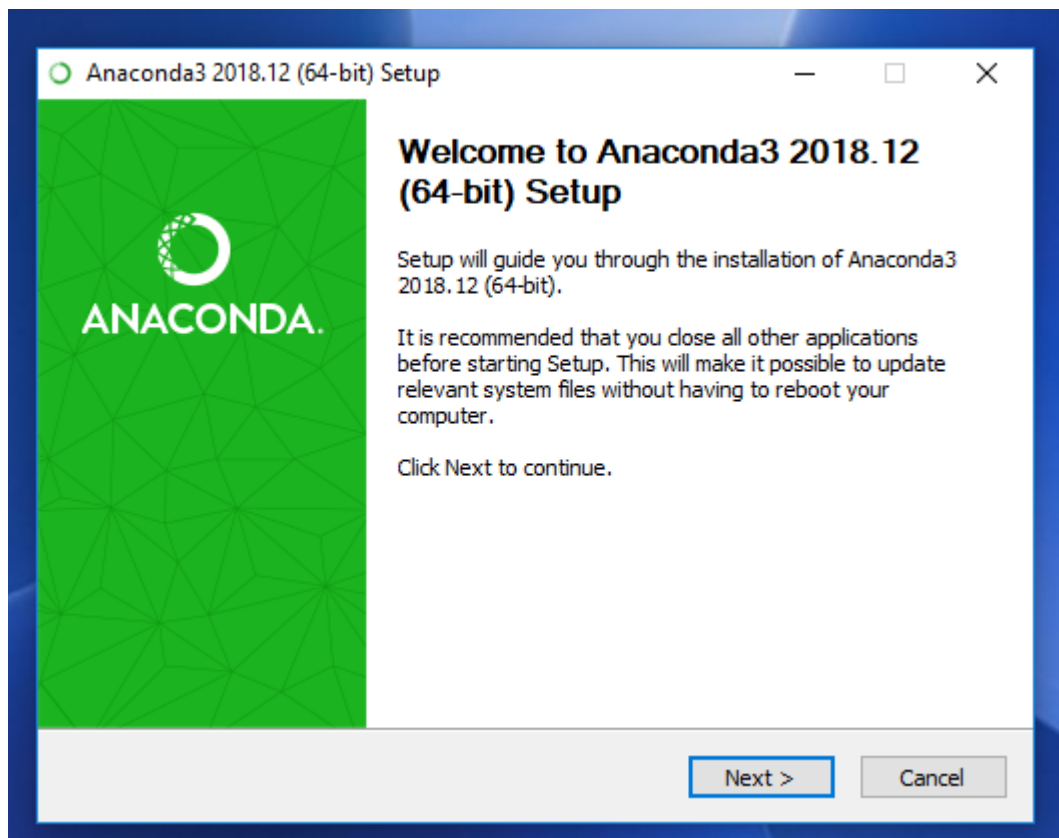 Anaconda3 2018.12 (64-bit) Setup
ANACONDA.
Welcome to Anaconda3 2018.12
(64-bit) Setup
Setup will guide you through the installation of Anaconda3
2018.12 (64-bit).
It is recommended that you close all other applications
before starting Setup. This will make it possible to update
relevant system files without having to reboot your
computer.
Click Next to continue.
Next >
Cancel